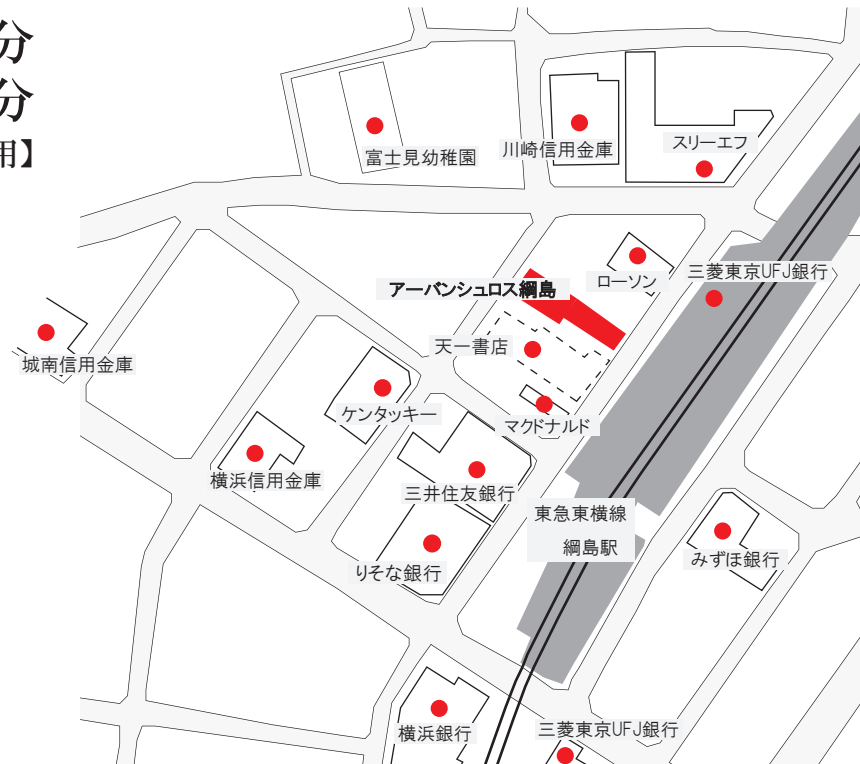 分
分
用】
富士見幼稚園
川崎信用金庫
スリーエフ
アーバンシュロス綱島
ローソン
三菱東京UFJ銀行
天一書店
城南信用金庫
ケンタッキー
マクドナルド
横浜信用金庫
三井住友銀行
東急東横線
綱島駅
りそな銀行
みずほ銀行
横浜銀行
三菱東京UFJ銀行